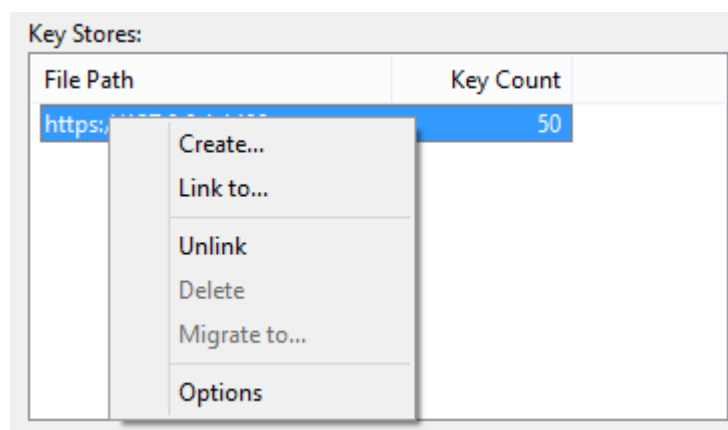 Key Stores:
File Path Key Count
https:/ 50
Create...
Link to...
Unlink
Delete
Migrate to...
Options